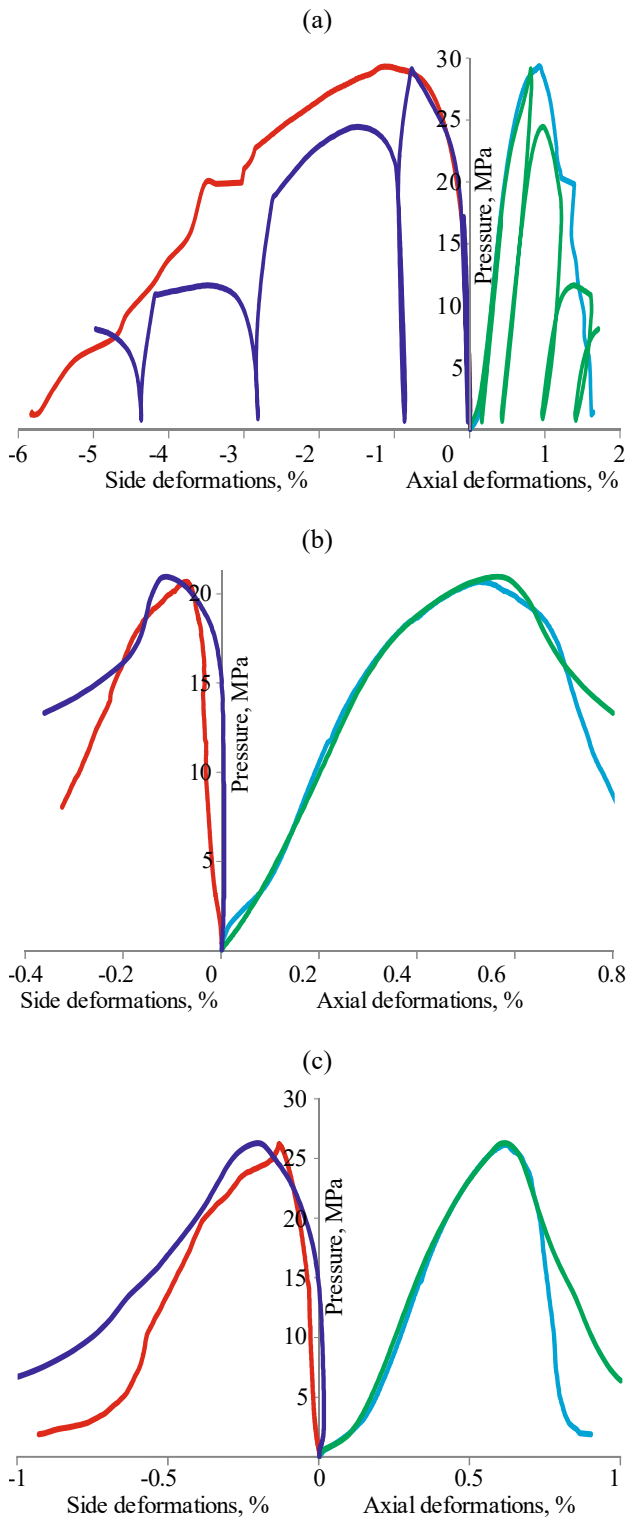 (a)
30
25
20
15
10
5
Pressure, MPa
-6 -5 -4 -3 -2 -1 0 1 2
Side deformations, % Axial deformations, %
(b)
20
15
10
5
Pressure, MPa
-0.4 -0.2 0 0.2 0.4 0.6 0.8
Side deformations, % Axial deformations, %
(c)
30
25
20
15
10
5
Pressure, MPa
-1 -0.5 0 0.5 1
Side deformations, % Axial deformations, %